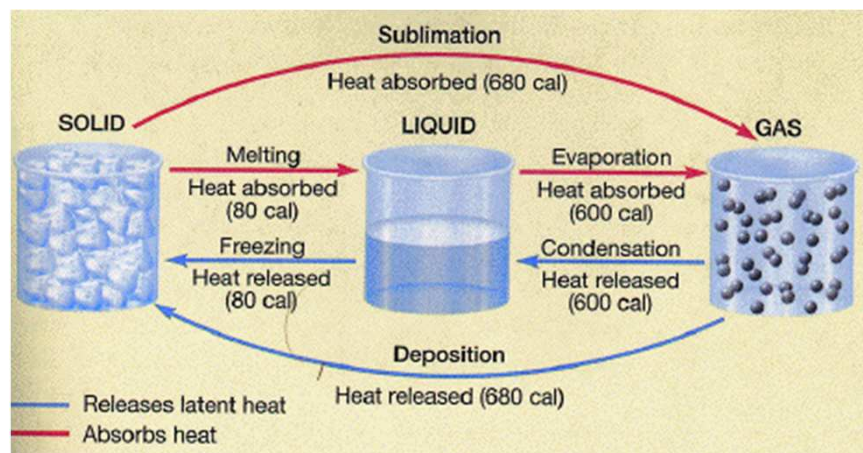 Sublimation
Heat absorbed (680 cal)
SOLID
LIQUID
GAS
Melting
Heat absorbed
(80 cal)
Evaporation
Heat absorbed
(600 cal)
Freezing
Heat released
(80 cal)
Condensation
Heat released
(600 cal)
Deposition
Heat released (680 cal)
Releases latent heat
Absorbs heat